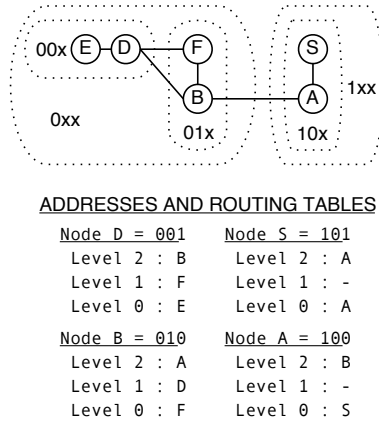 00x E D F S
B A 1xx
0xx 01x 10x
ADDRESSES AND ROUTING TABLES
Node D = 001 Node S = 101
Level 2 : B Level 2 : A
Level 1 : F Level 1 : -
Level 0 : E Level 0 : A
Node B = 010 Node A = 100
Level 2 : A Level 2 : B
Level 1 : D Level 1 : -
Level 0 : F Level 0 : S